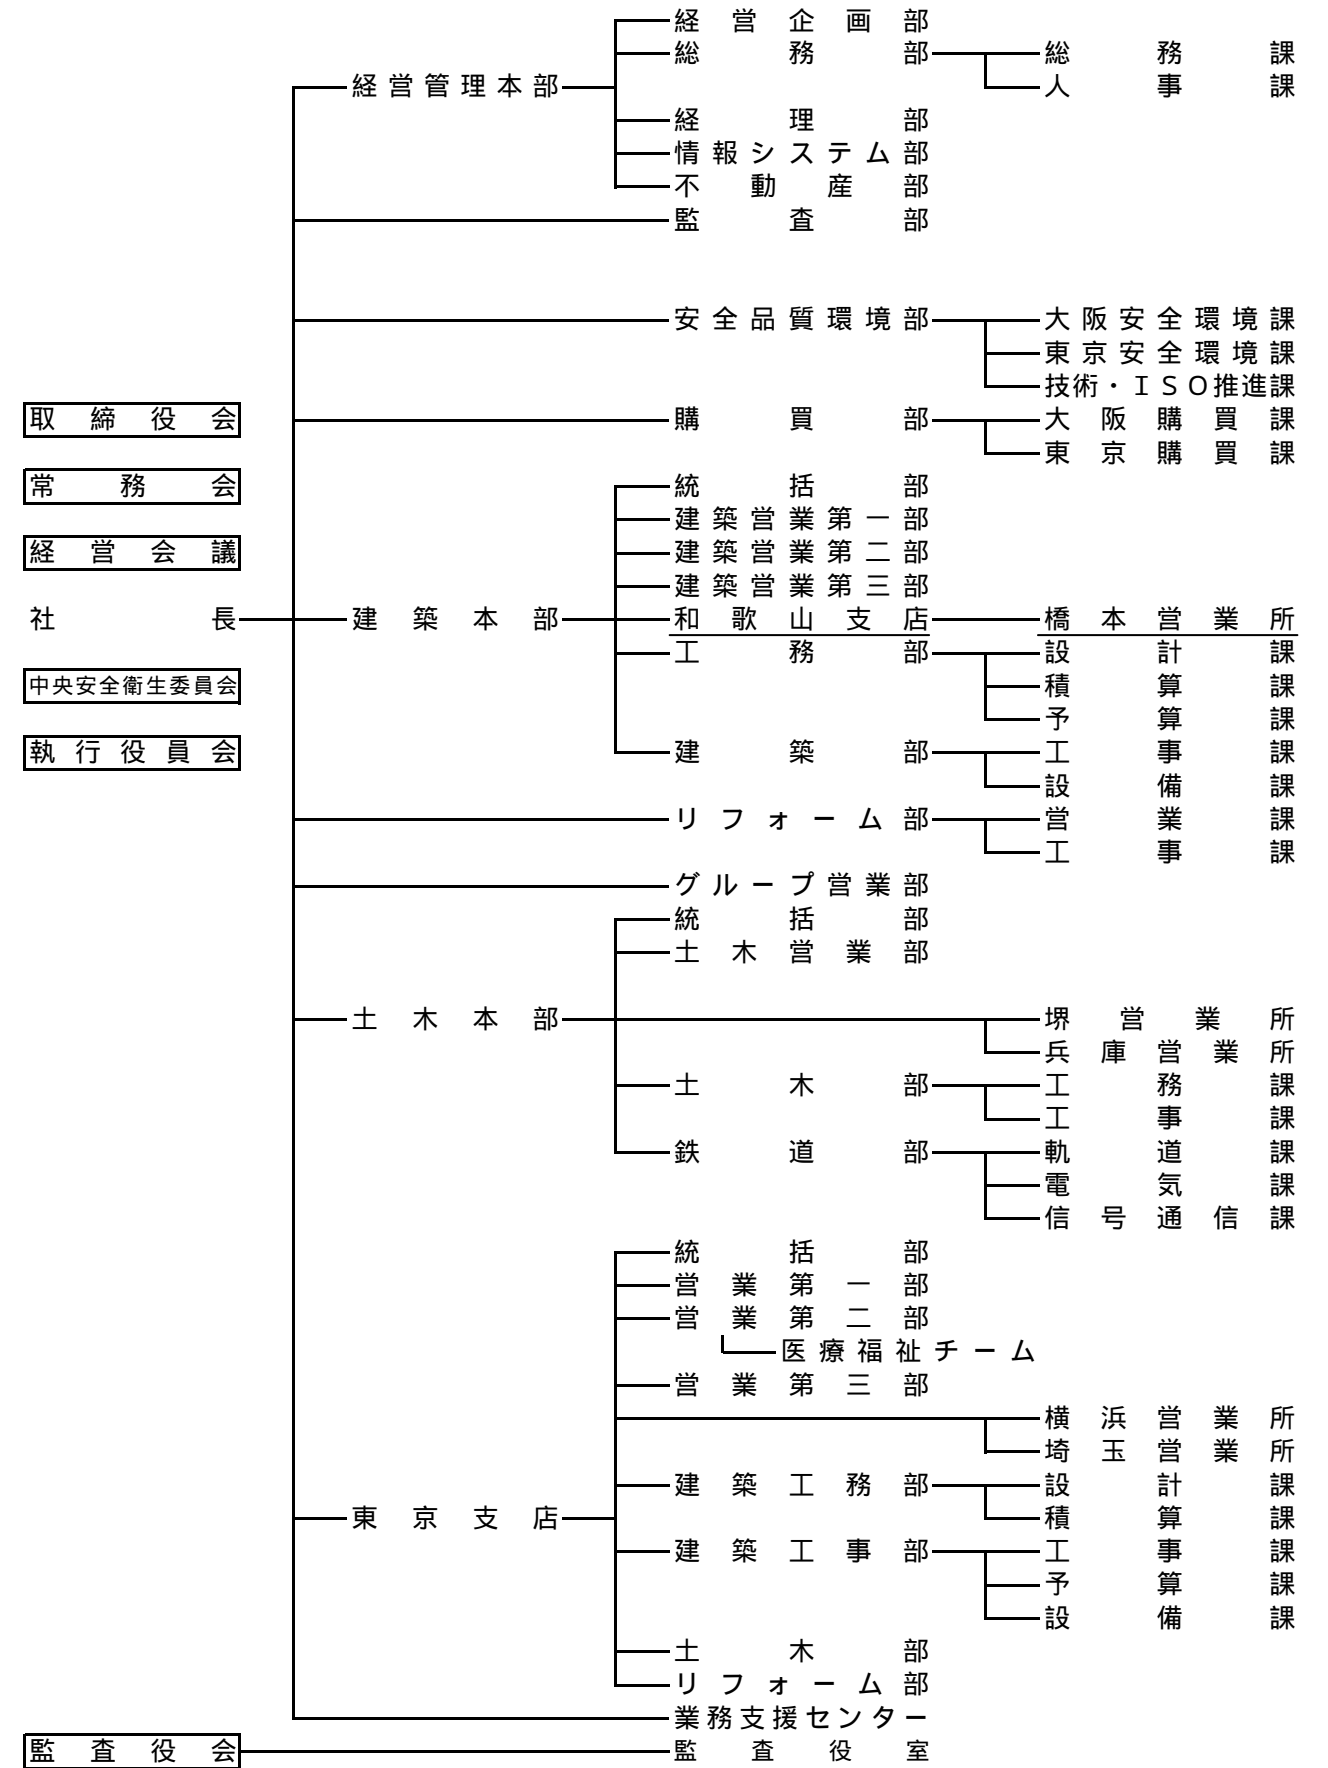 経営企画部
総務部 総務課
経営管理本部 人事課
経理部
情報システム部
不動産部
監査部
安全品質環境部 大阪安全環境課
東京安全環境課
技術・ＩＳＯ推進課
取締役会 購買部 大阪購買課
東京購買課
常務会 統括部
建築営業第一部
経営会議 建築営業第二部
建築営業第三部
社長 建築本部 和歌山支店 橋本営業所
工務部 設計課
中央安全衛生委員会 積算課
予算課
執行役員会 建築部 工事課
設備課
リフォーム部 営業課
工事課
グループ営業部
統括部
土木営業部
土木本部 堺営業所
兵庫営業所
土木部 工務課
工事課
鉄道部 軌道課
電気課
信号通信課
統括部
営業第一部
営業第二部
医療福祉チーム
営業第三部
横浜営業所
埼玉営業所
建築工務部 設計課
東京支店 積算課
建築工事部 工事課
予算課
設備課
土木部
リフォーム部
業務支援センター
監査役会 監査役室